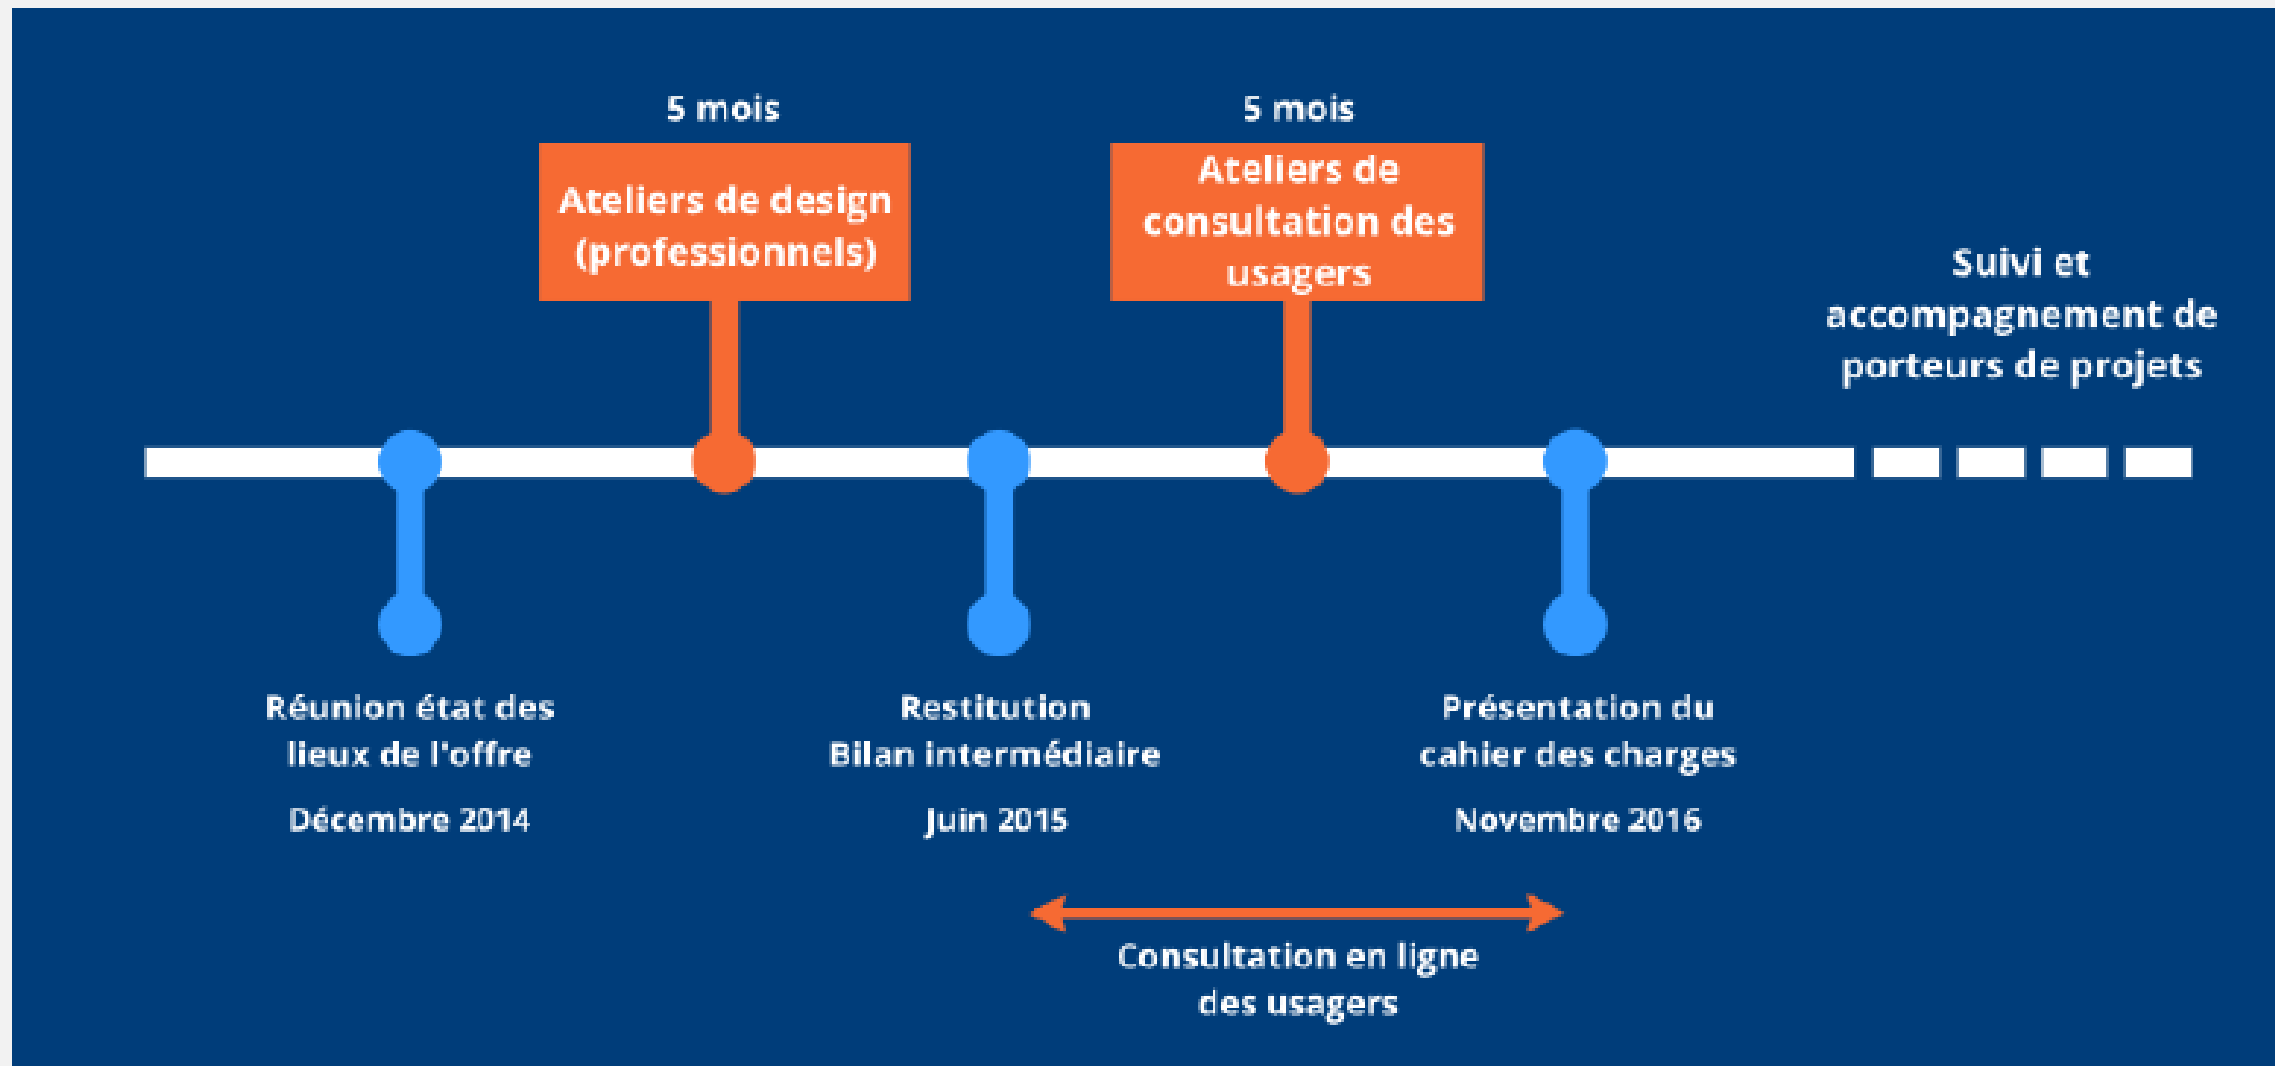 5 mois
Ateliers de design
(professionnels)
5 mois
Ateliers de
consultation des
usagers
Suivi et
accompagnement de
porteurs de projets
Réunion état des
lieux de l'offre
Décembre 2014
Restitution
Bilan intermédiaire
Juin 2015
Présentation du
cahier des charges
Novembre 2016
Consultation en ligne
des usagers